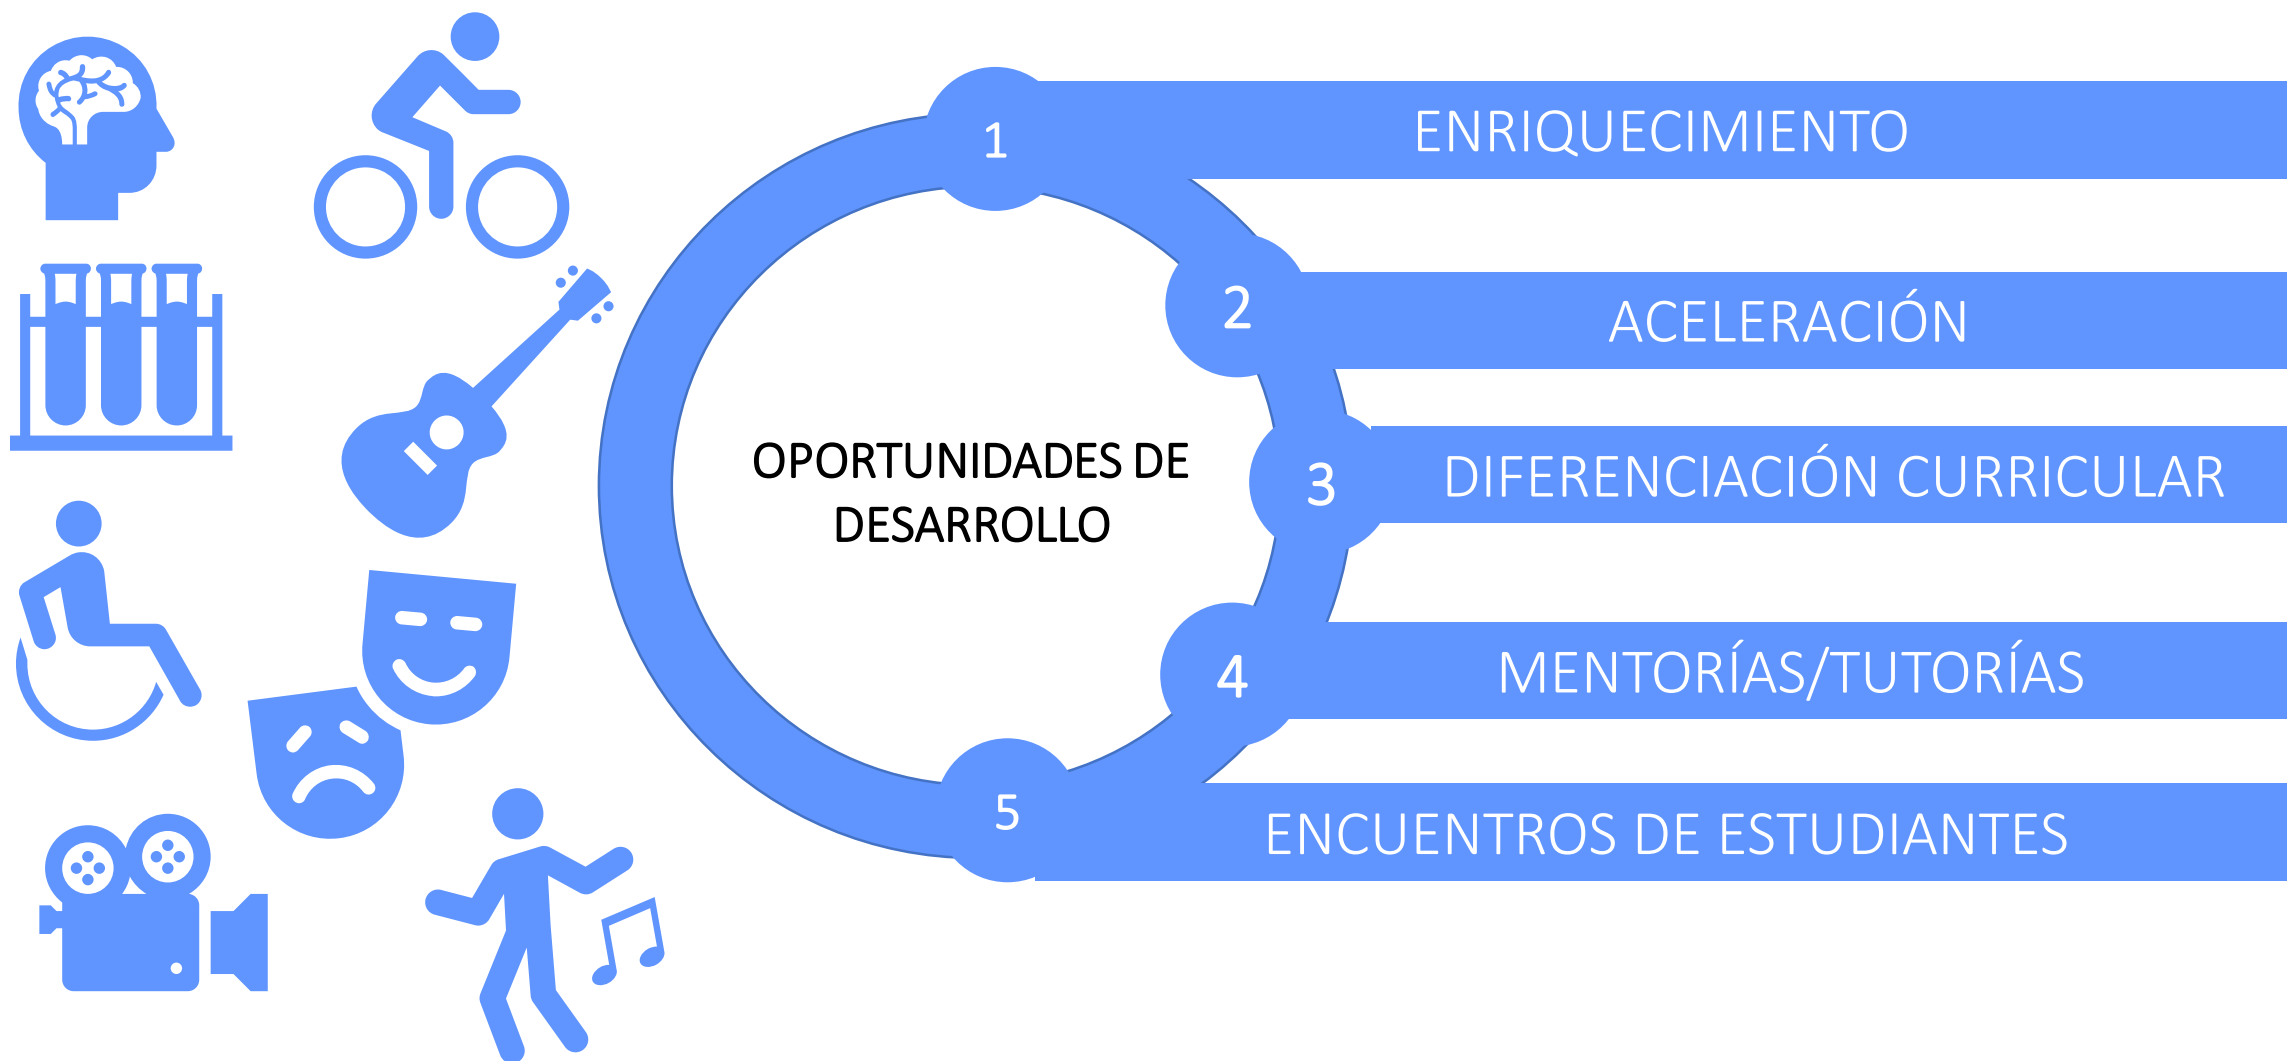 1
ENRIQUECIMIENTO
2
ACELERACIÓN
OPORTUNIDADES DE
DESARROLLO
3
DIFERENCIACIÓN CURRICULAR
4
MENTORÍAS/TUTORÍAS
5
ENCUENTROS DE ESTUDIANTES